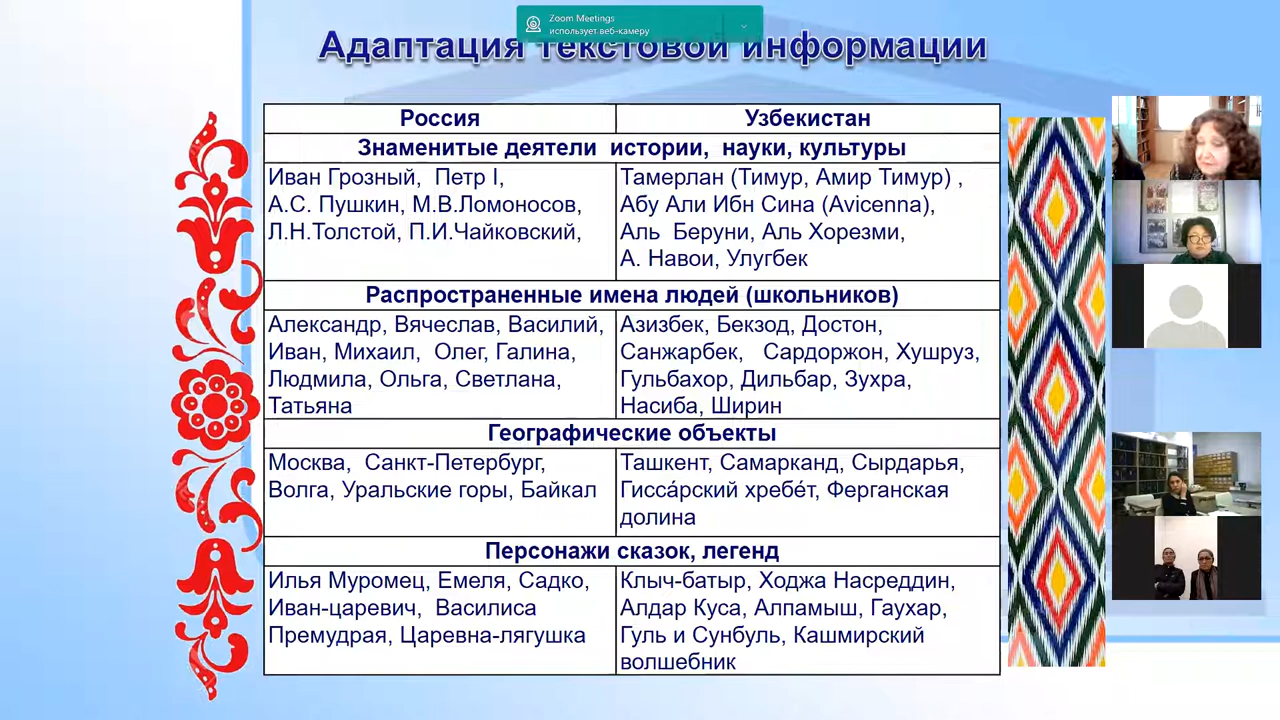 Zoom Meetings
использует веб-камеру
Адаптация текстовой информации
Россия
Узбекистан
Знаменитые деятели истории, науки, культуры
Иван Грозный, Петр I,
А.С. Пушкин, М.В.Ломоносов,
Л.Н.Толстой, П.И.Чайковский,
Тамерлан (Тимур, Амир Тимур) ,
Абу Али Ибн Сина (Avicenna),
Аль Беруни, Аль Хорезми,
А. Навои, Улугбек
Распространенные имена людей (школьников)
Александр, Вячеслав, Василий,
Иван, Михаил, Олег, Галина,
Людмила, Ольга, Светлана,
Татьяна
Азизбек, Бекзод, Достон,
Санжарбек, Сардоржон, Хушруз,
Гульбахор, Дильбар, Зухра,
Насиба, Ширин
Географические объекты
Москва, Санкт-Петербург,
Волга, Уральские горы, Байкал
Ташкент, Самарканд, Сырдарья,
Гисса́рский хребе́т, Ферганская
долина
Персонажи сказок, легенд
Илья Муромец, Емеля, Садко,
Иван-царевич, Василиса
Премудрая, Царевна-лягушка
Клыч-батыр, Ходжа Насреддин,
Алдар Куса, Алпамыш, Гаухар,
Гуль и Сунбуль, Кашмирский
волшебник